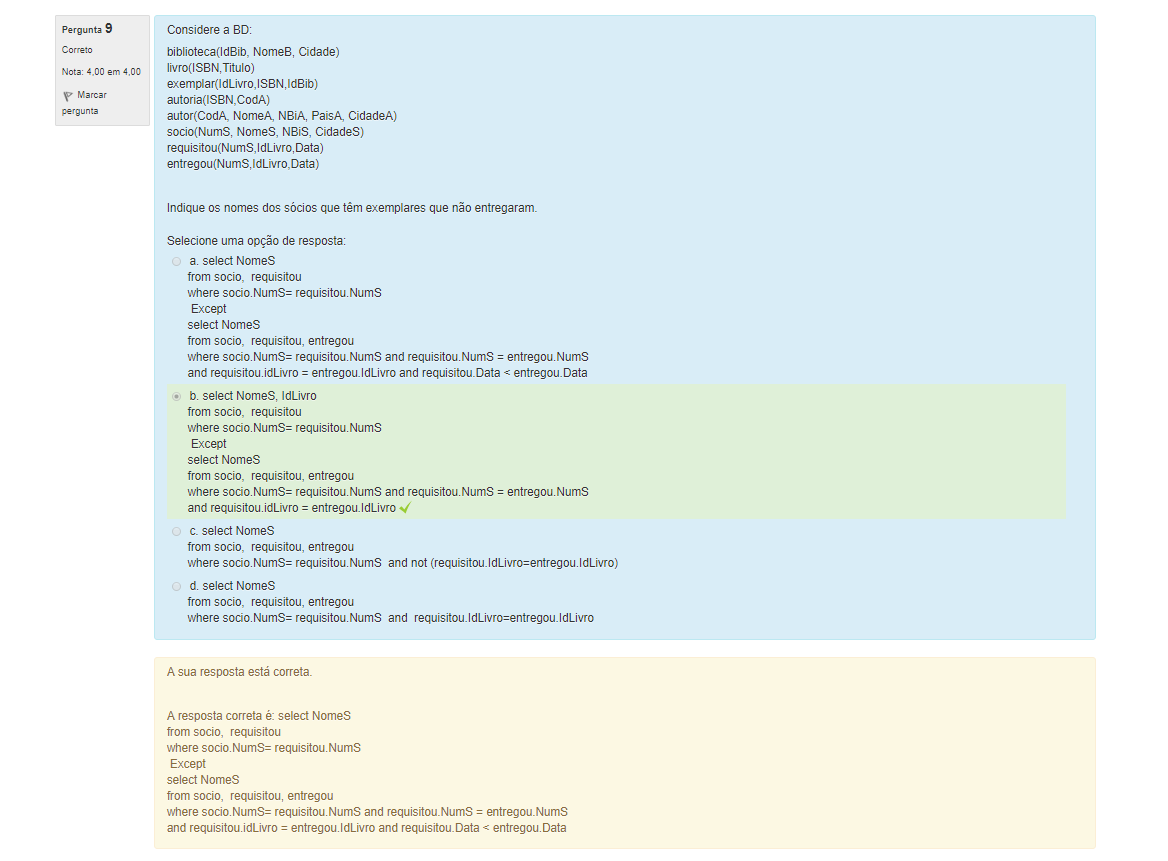 Pergunta 9
Correto
Nota: 4,00 em 4,00
Marcar
pergunta
Considere a BD:
biblioteca(IdBib, NomeB, Cidade)
livro(ISBN,Titulo)
exemplar(IdLivro,ISBN,IdBib)
autoria(ISBN,CodA)
autor(CodA, NomeA, NBiA, PaisA, CidadeA)
socio(NumS, NomeS, NBiS, CidadeS)
requisitou(NumS,IdLivro,Data)
entregou(NumS,IdLivro,Data)
Indique os nomes dos sócios que têm exemplares que não entregaram.
Selecione uma opção de resposta:
a. select NomeS
from socio, requisitou
where socio.NumS= requisitou.NumS
Except
select NomeS
from socio, requisitou, entregou
where socio.NumS= requisitou.NumS and requisitou.NumS = entregou.NumS
and requisitou.idLivro = entregou.IdLivro and requisitou.Data < entregou.Data
b. select NomeS, IdLivro
from socio, requisitou
where socio.NumS= requisitou.NumS
Except
select NomeS
from socio, requisitou, entregou
where socio.NumS= requisitou.NumS and requisitou.NumS = entregou.NumS
and requisitou.idLivro = entregou.IdLivro
c. select NomeS
from socio, requisitou, entregou
where socio.NumS= requisitou.NumS and not (requisitou.IdLivro=entregou.IdLivro)
d. select NomeS
from socio, requisitou, entregou
where socio.NumS= requisitou.NumS and requisitou.IdLivro=entregou.IdLivro
A sua resposta está correta.
A resposta correta é: select NomeS
from socio, requisitou
where socio.NumS= requisitou.NumS
Except
select NomeS
from socio, requisitou, entregou
where socio.NumS= requisitou.NumS and requisitou.NumS = entregou.NumS
and requisitou.idLivro = entregou.IdLivro and requisitou.Data < entregou.Data